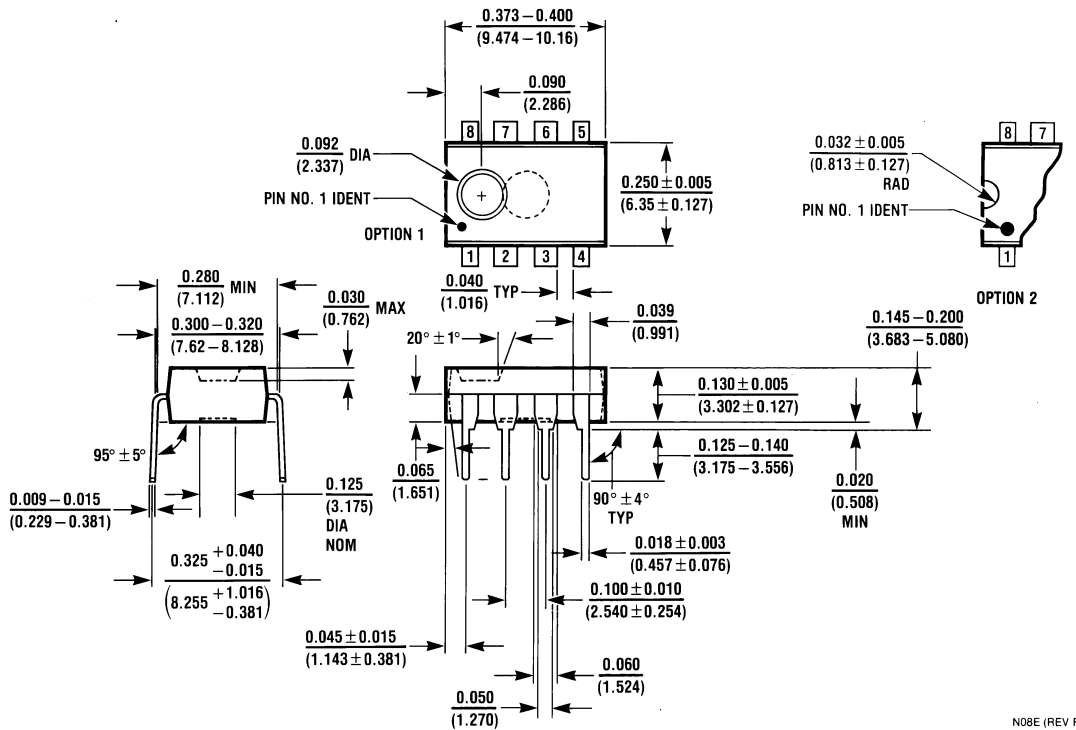 0.373 – 0.400
(9.474 – 10.16)
0.090
(2.286)
8 7 6 5
0.092 DIA
(2.337)
PIN NO. 1 IDENT
OPTION 1
0.250 ± 0.005
(6.35 ± 0.127)
1 2 3 4
8 7
0.032 ± 0.005
(0.813 ± 0.127)
RAD
PIN NO. 1 IDENT
1
OPTION 2
0.280 MIN
(7.112)
0.300 – 0.320
(7.62 – 8.128)
0.030 MAX
(0.762)
0.040 TYP
(1.016)
20° ± 1°
0.039
(0.991)
0.145 – 0.200
(3.683 – 5.080)
0.130 ± 0.005
(3.302 ± 0.127)
0.125 – 0.140
(3.175 – 3.556)
0.020
(0.508)
MIN
95° ± 5°
0.009 – 0.015
(0.229 – 0.381)
0.125
(3.175)
DIA
NOM
0.065
(1.651)
90° ± 4°
TYP
0.325 +0.040
−0.015
(8.255 +1.016
−0.381)
0.018 ± 0.003
(0.457 ± 0.076)
0.100 ± 0.010
(2.540 ± 0.254)
0.045 ± 0.015
(1.143 ± 0.381)
0.060
(1.524)
0.050
(1.270)
N08E (REV F